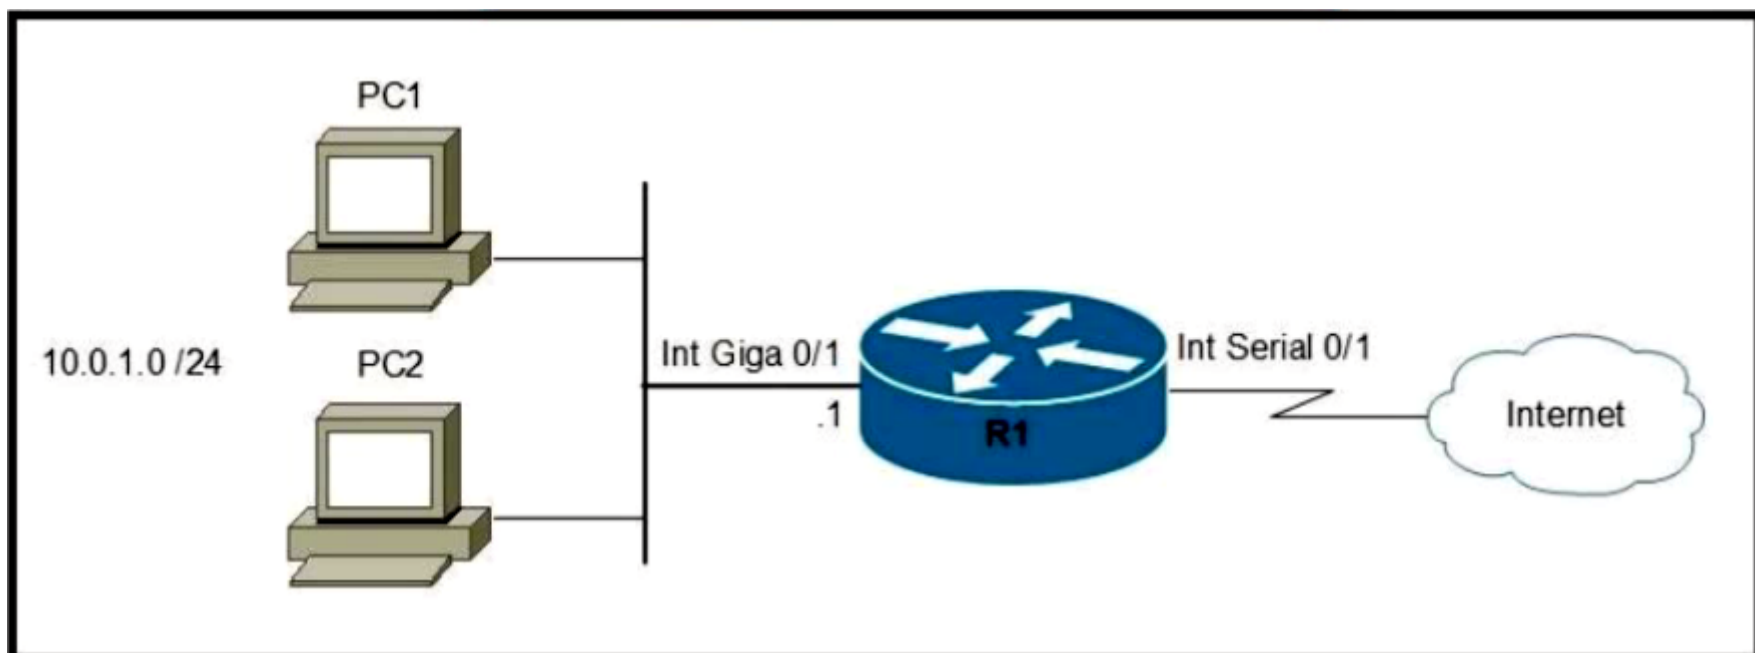 PC1
10.0.1.0 /24
PC2
Int Giga 0/1
.1
R1
Int Serial 0/1
Internet